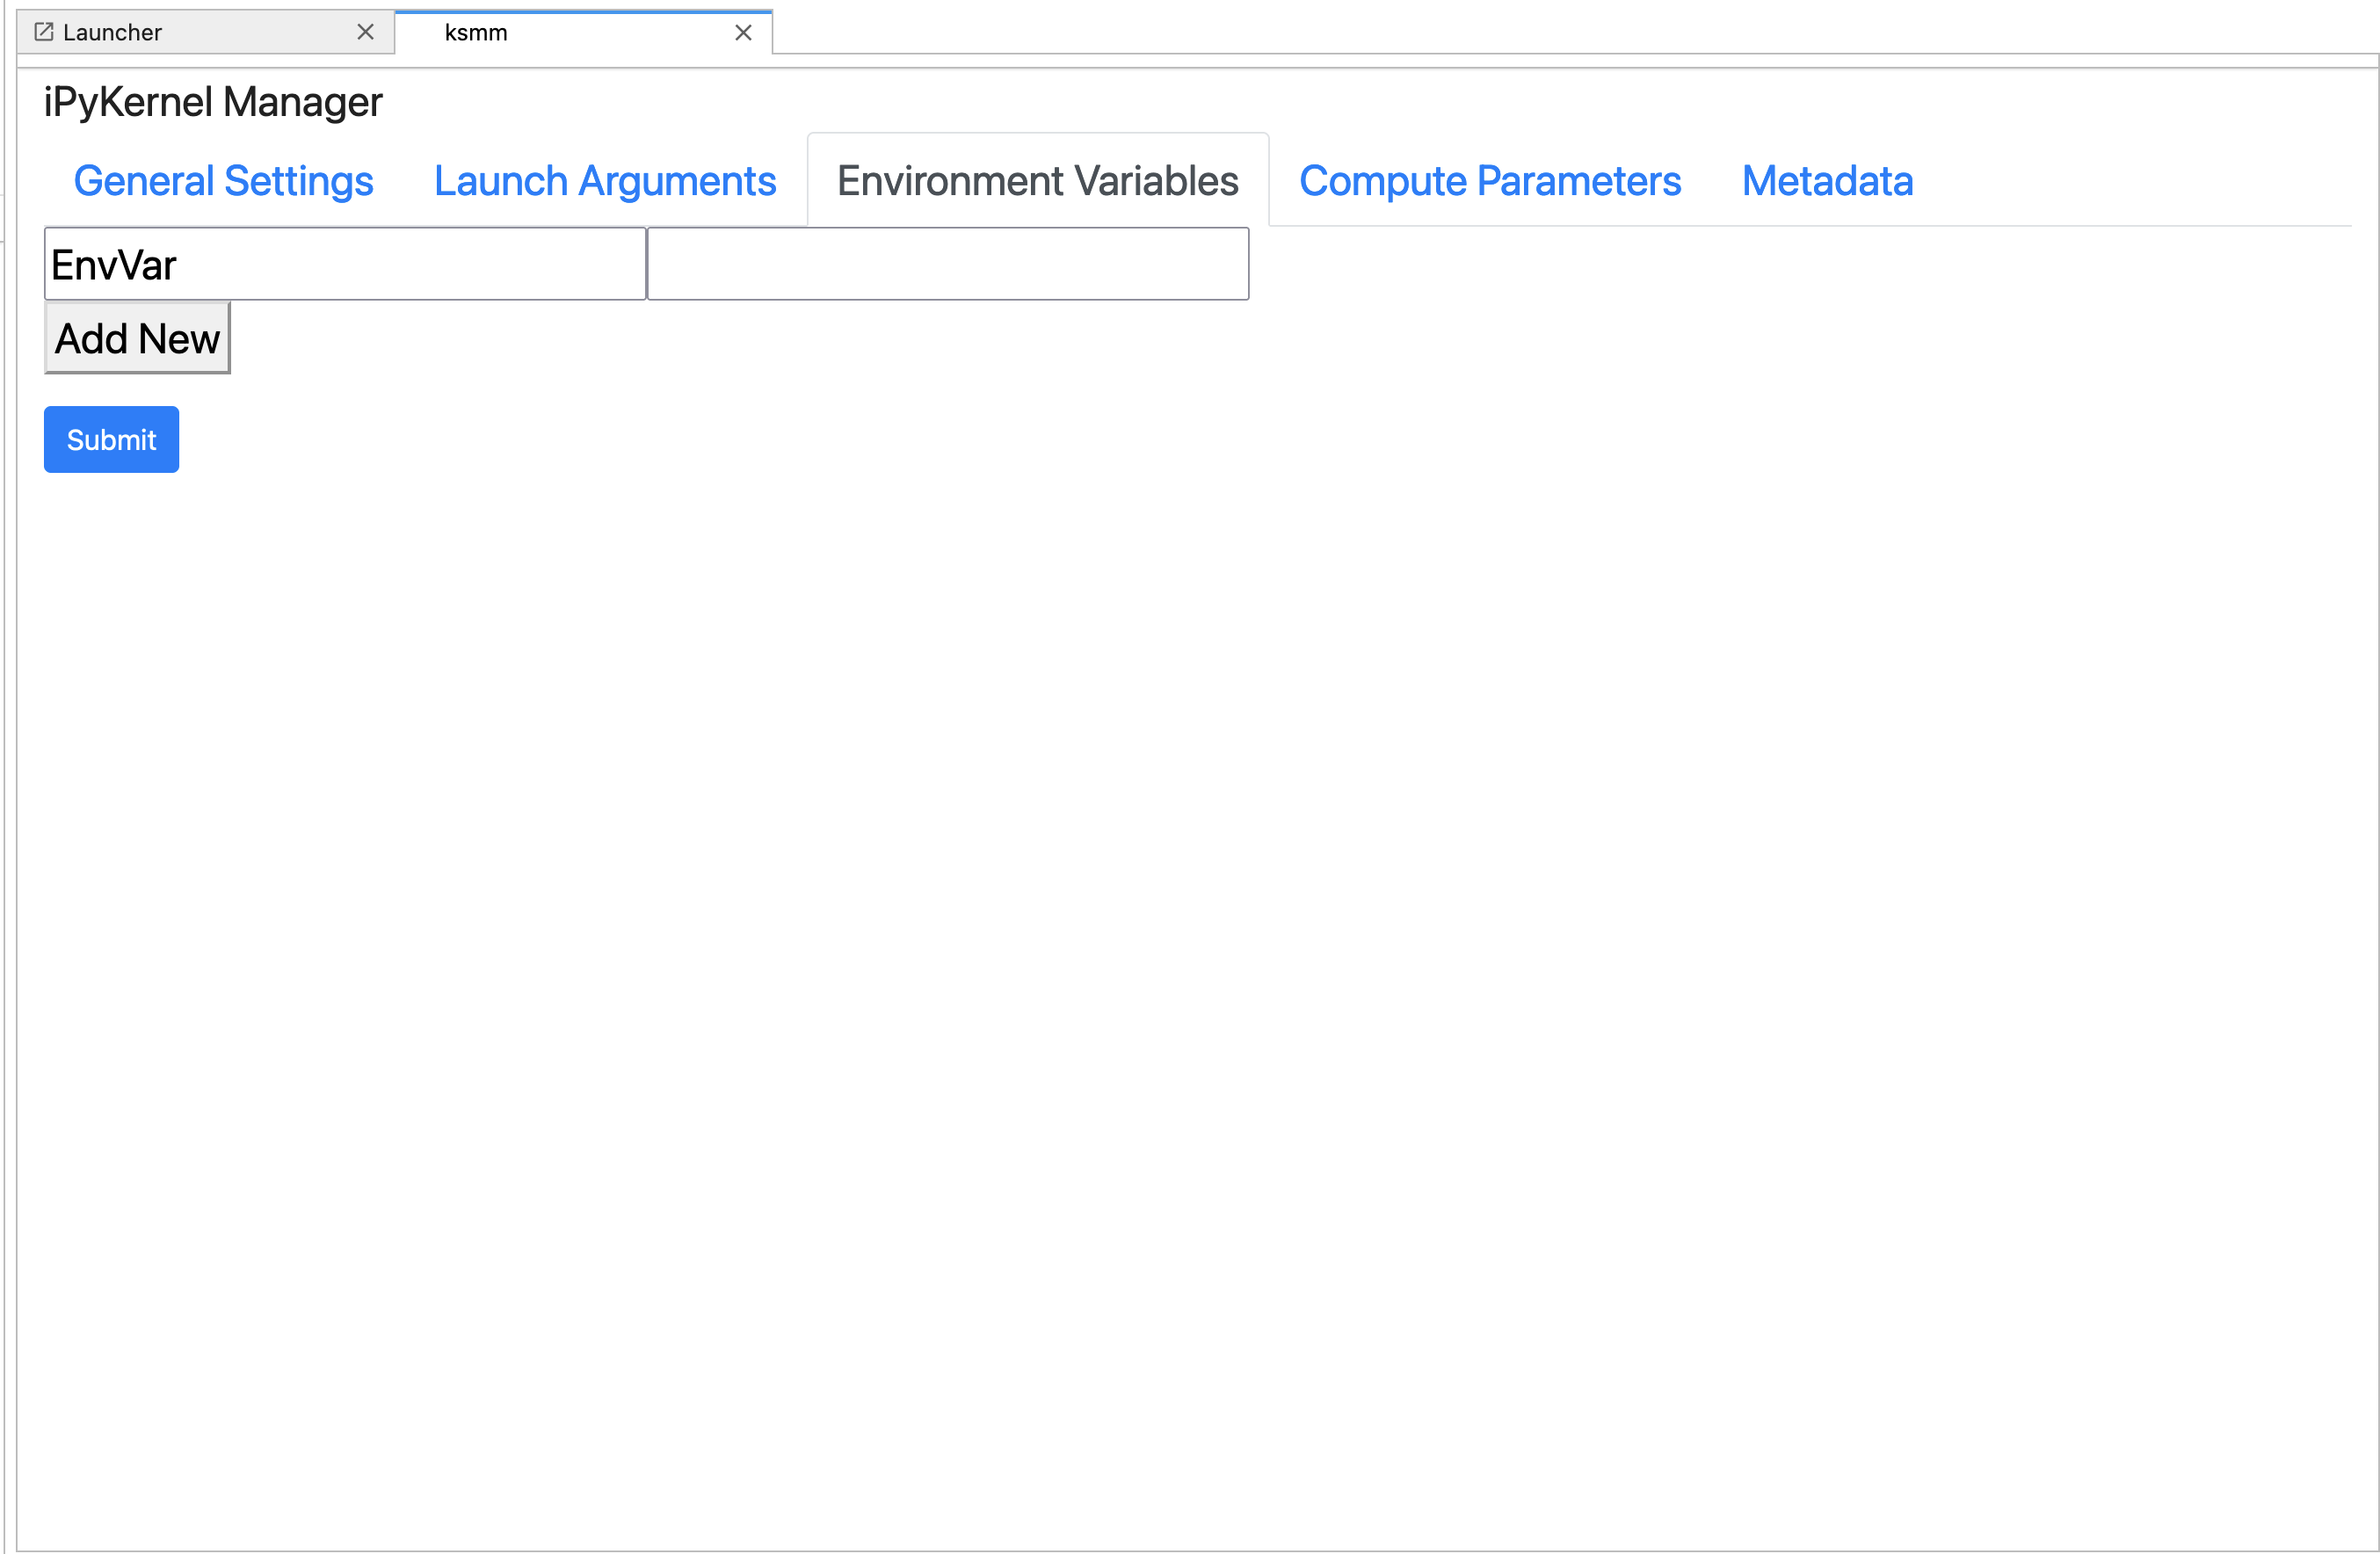 Launcher ksmm
iPyKernel Manager
General Settings Launch Arguments Environment Variables Compute Parameters Metadata
EnvVar
Add New
Submit